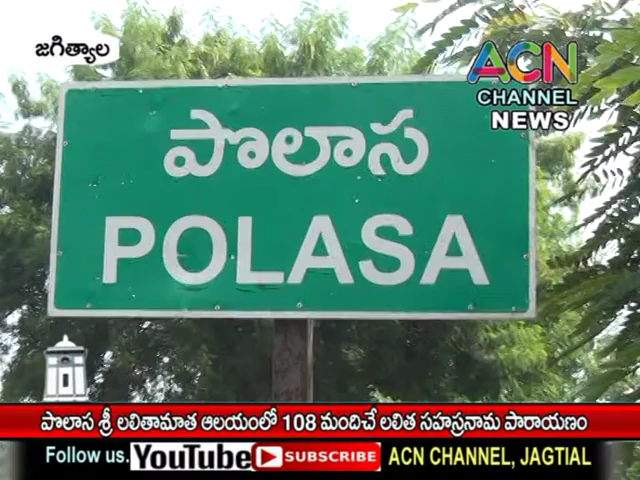 జగిత్యాల
ACN
CHANNEL
NEWS
పొలాస
POLASA
పొలాస శ్రీ లలితామాత ఆలయంలో 108 మందిచే లలిత సహస్రనామ పారాయణం
Follow us. YouTube SUBSCRIBE ACN CHANNEL, JAGTIAL